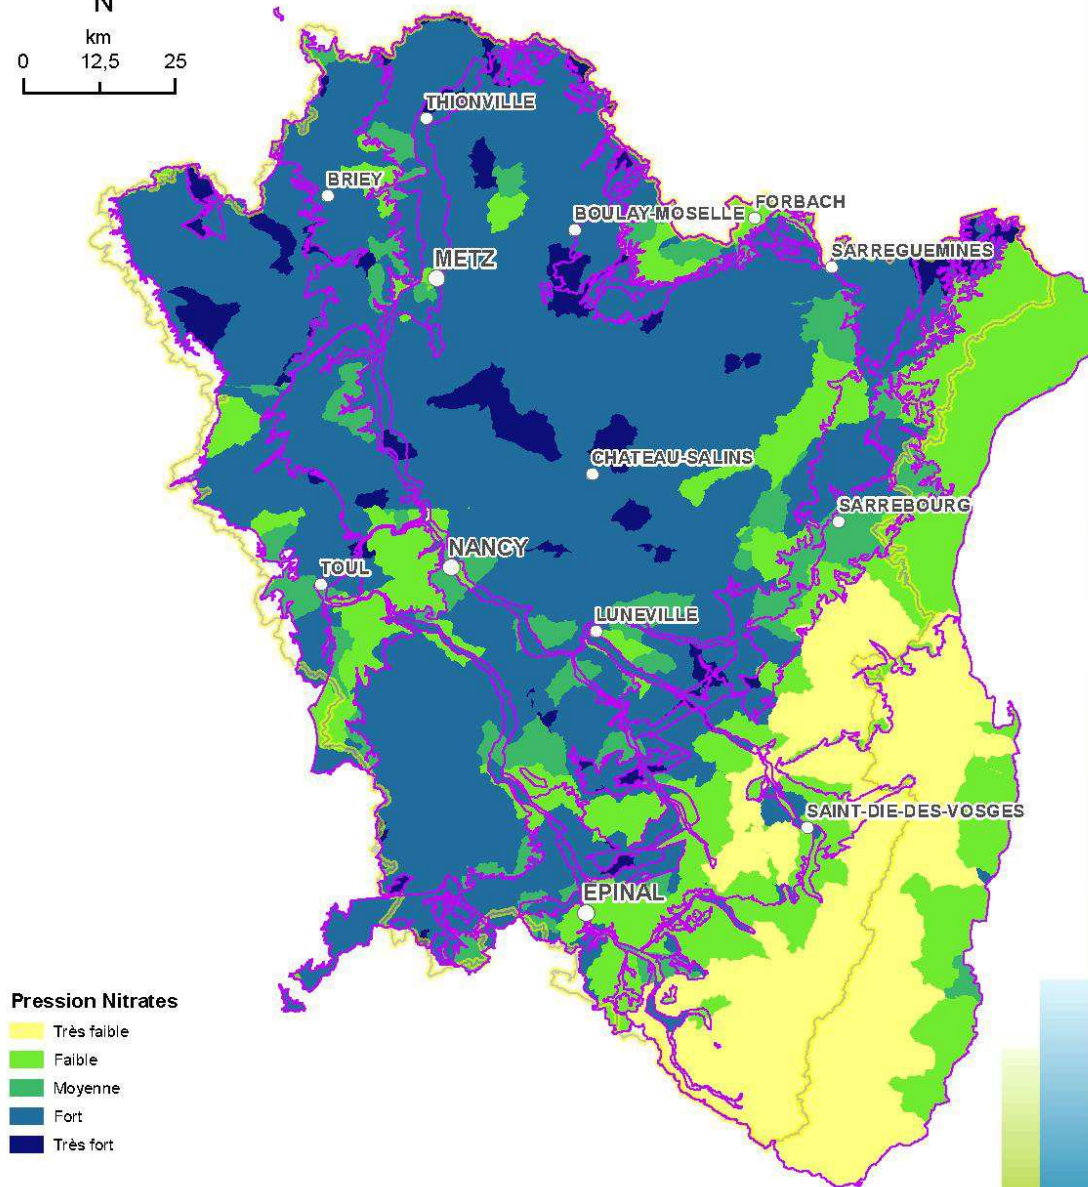 N
km
0 12,5 25
THIONVILLE
BRIEY
BOULAY-MOSELLE
FORBACH
SARREGUEMINES
METZ
CHATEAU-SALINS
SARREBOURG
NANCY
TOUL
LUNEVILLE
SAINT-DIE-DES-VOSGES
EPINAL
Pression Nitrates
Très faible
Faible
Moyenne
Fort
Très fort